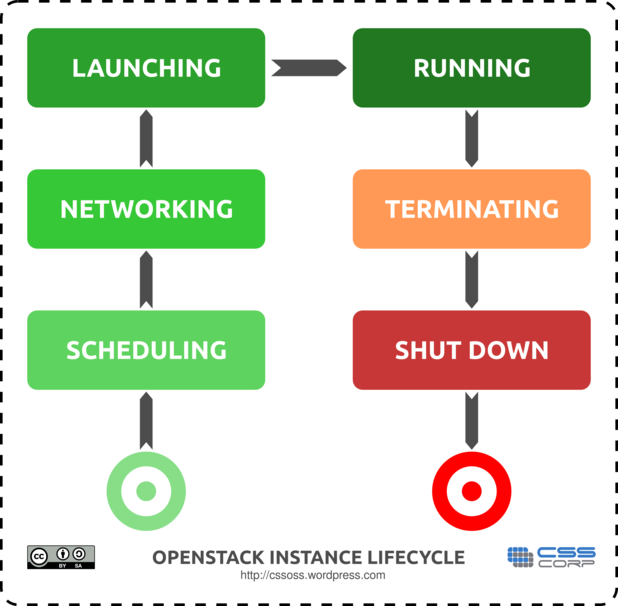 LAUNCHING
RUNNING
NETWORKING
TERMINATING
SCHEDULING
SHUT DOWN
OPENSTACK INSTANCE LIFECYCLE
http://cssoss.wordpress.com
cc
BY SA
CSS
CORP